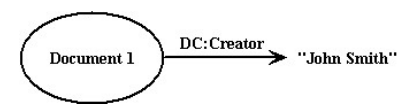 DC:Creator
Document 1
"John Smith"